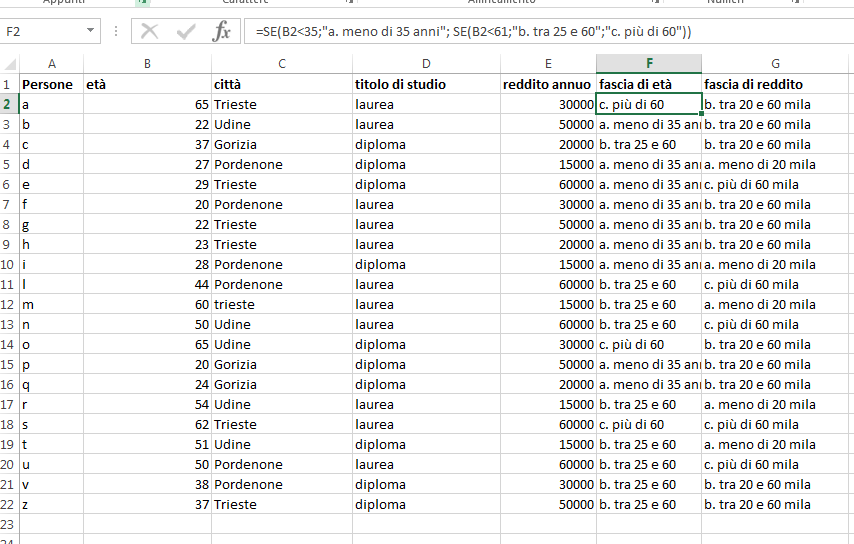 Appunti Carattere Allineamento Numeri
F2 fx =SE(B2<35;"a. meno di 35 anni"; SE(B2<61;"b. tra 25 e 60";"c. più di 60"))
A B C D E F G
1 Persone età città titolo di studio reddito annuo fascia di età fascia di reddito
2 a 65 Trieste laurea 30000 c. più di 60 b. tra 20 e 60 mila
3 b 22 Udine laurea 50000 a. meno di 35 ann b. tra 20 e 60 mila
4 c 37 Gorizia diploma 20000 b. tra 25 e 60 b. tra 20 e 60 mila
5 d 27 Pordenone diploma 15000 a. meno di 35 ann a. meno di 20 mila
6 e 29 Trieste diploma 60000 a. meno di 35 ann c. più di 60 mila
7 f 20 Pordenone laurea 30000 a. meno di 35 ann b. tra 20 e 60 mila
8 g 22 Trieste laurea 50000 a. meno di 35 ann b. tra 20 e 60 mila
9 h 23 Trieste laurea 20000 a. meno di 35 ann b. tra 20 e 60 mila
10 i 28 Pordenone diploma 15000 a. meno di 35 ann a. meno di 20 mila
11 l 44 Pordenone laurea 60000 b. tra 25 e 60 c. più di 60 mila
12 m 60 trieste laurea 15000 b. tra 25 e 60 a. meno di 20 mila
13 n 50 Udine laurea 60000 b. tra 25 e 60 c. più di 60 mila
14 o 65 Udine diploma 30000 c. più di 60 b. tra 20 e 60 mila
15 p 20 Gorizia diploma 50000 a. meno di 35 ann b. tra 20 e 60 mila
16 q 24 Gorizia diploma 20000 a. meno di 35 ann b. tra 20 e 60 mila
17 r 54 Udine laurea 15000 b. tra 25 e 60 a. meno di 20 mila
18 s 62 Trieste laurea 60000 c. più di 60 c. più di 60 mila
19 t 51 Udine diploma 15000 b. tra 25 e 60 a. meno di 20 mila
20 u 50 Pordenone laurea 60000 b. tra 25 e 60 c. più di 60 mila
21 v 38 Pordenone diploma 30000 b. tra 25 e 60 b. tra 20 e 60 mila
22 z 37 Trieste diploma 50000 b. tra 25 e 60 b. tra 20 e 60 mila
23
24